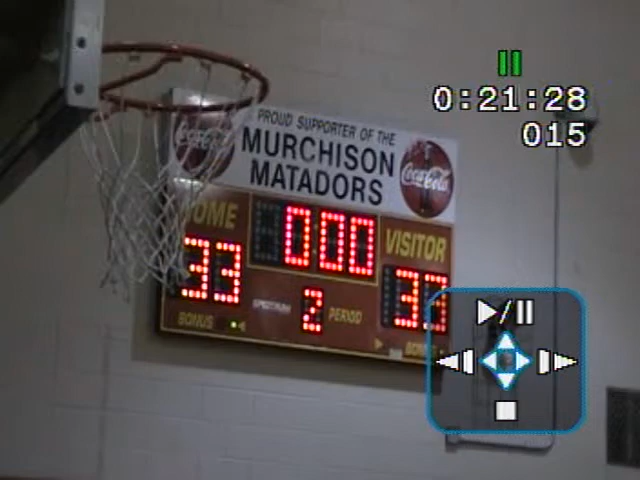 0:21:28
015
PROUD SUPPORTER OF THE
MURCHISON
MATADORS
Coca-Cola
Coca-Cola
HOME
000
VISITOR
33
2
PERIOD
BONUS